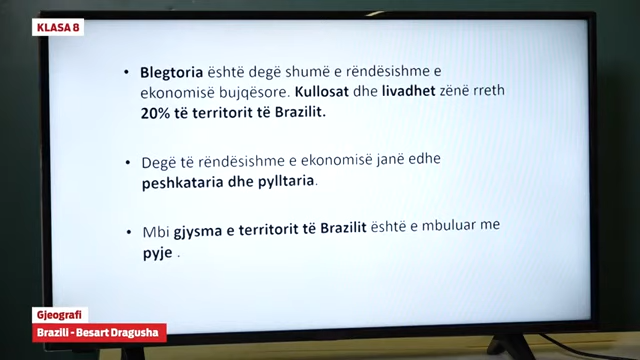 KLASA 8
• Blegtoria është degë shumë e rëndësishme e
ekonomisë bujqësore. Kullosat dhe livadhet zënë rreth
20% të territorit të Brazilit.
• Degë të rëndësishme e ekonomisë janë edhe
peshkataria dhe pylltaria.
• Mbi gjysma e territorit të Brazilit është e mbuluar me
pyje .
Gjeografi
Brazili - Besart Dragusha